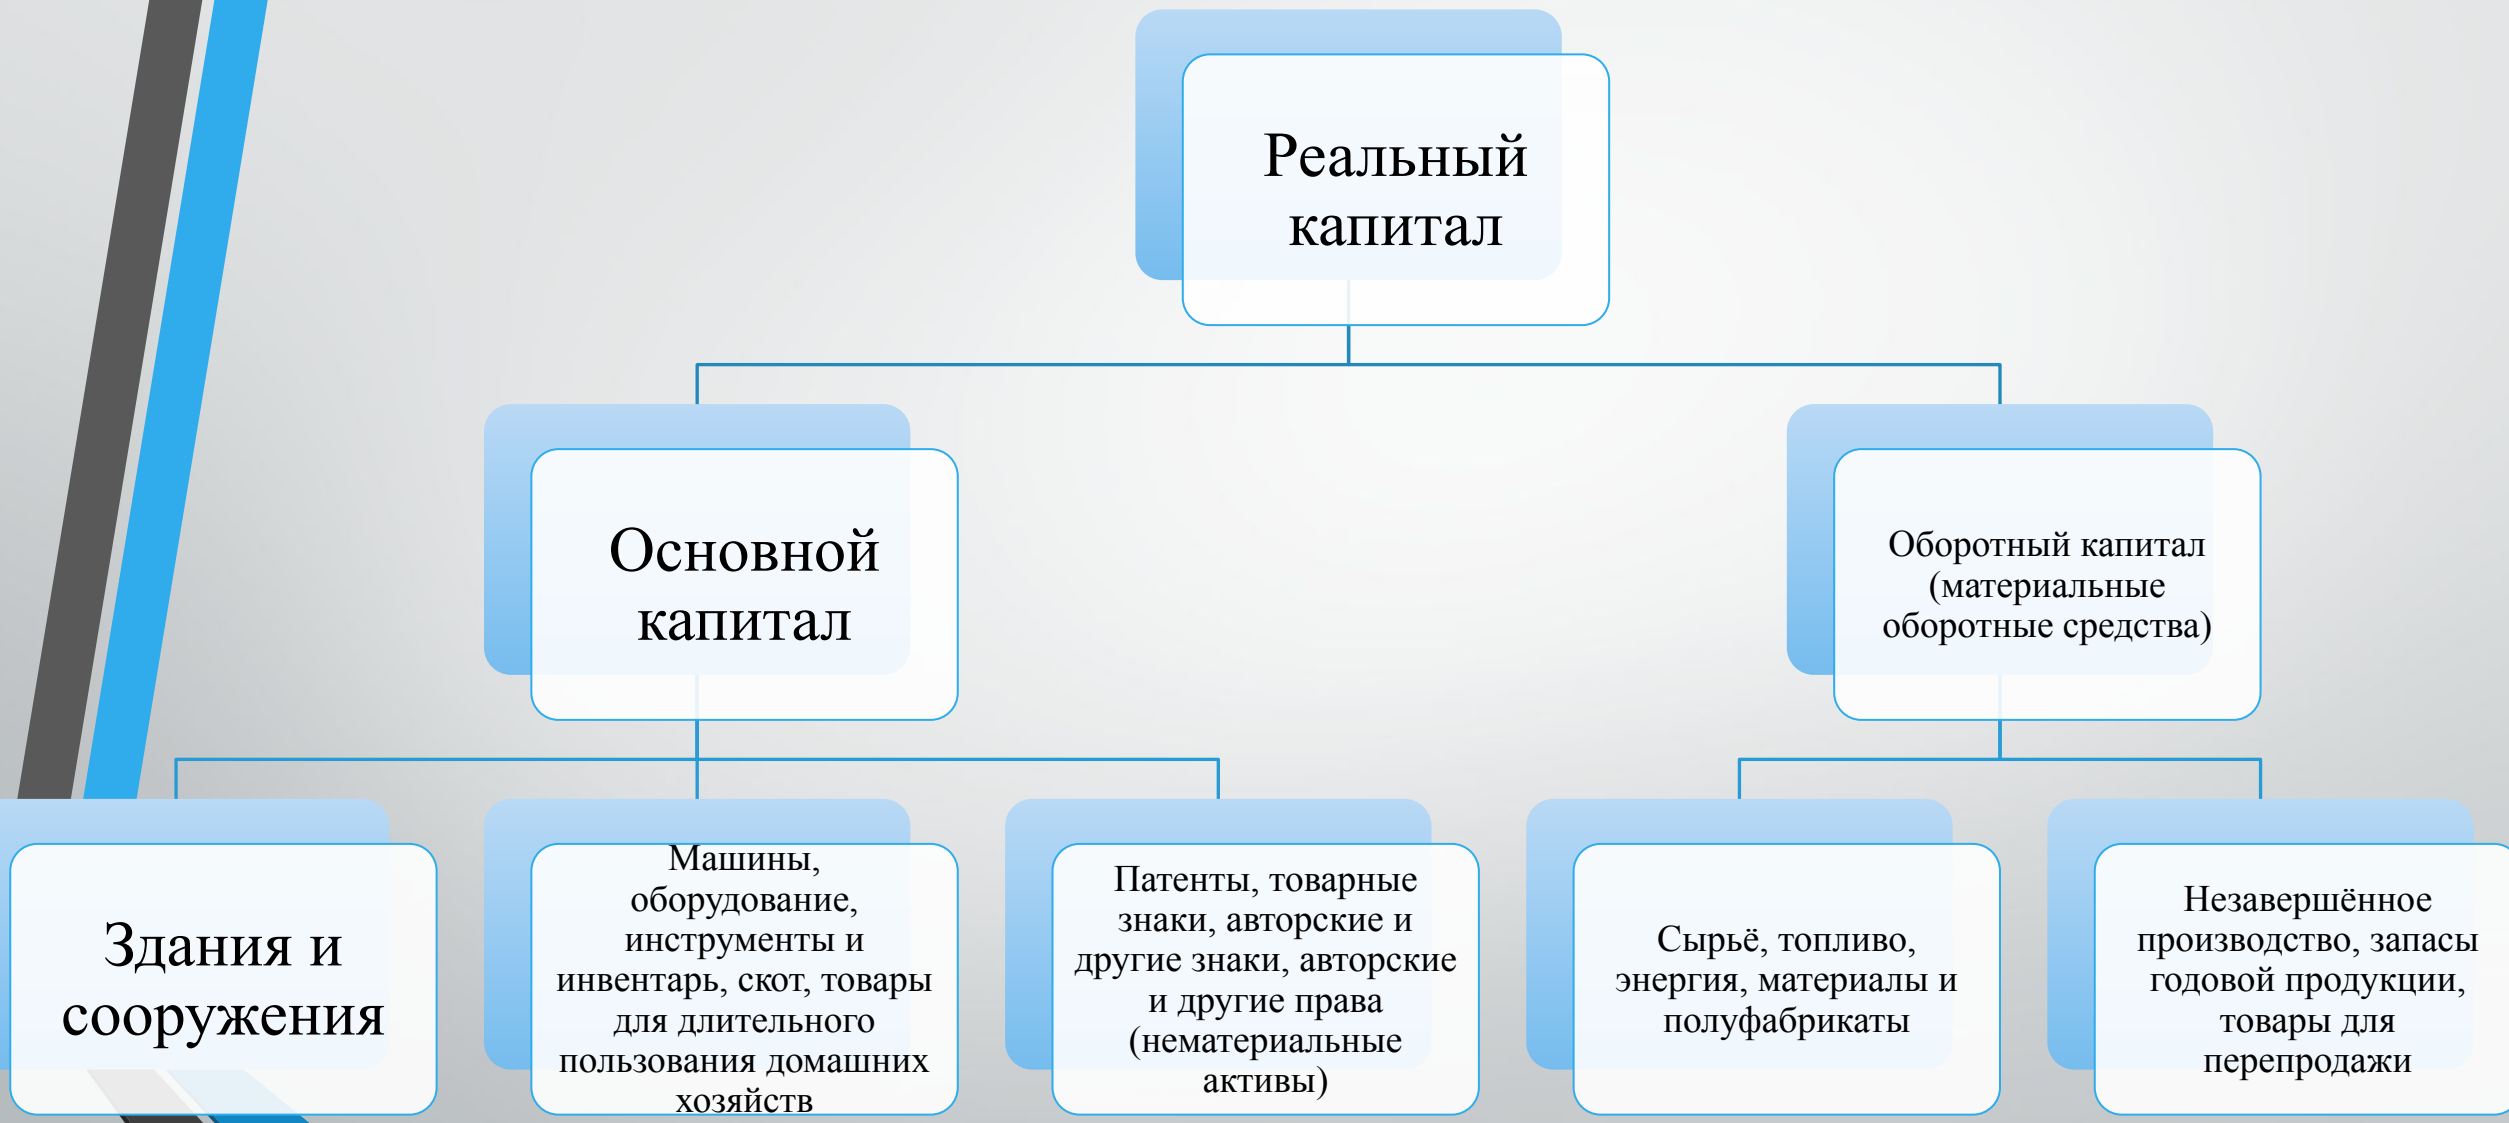 Реальный
капитал
Основной
капитал
Оборотный капитал
(материальные
оборотные средства)
Здания и
сооружения
Машины,
оборудование,
инструменты и
инвентарь, скот, товары
для длительного
пользования домашних
хозяйств
Патенты, товарные
знаки, авторские и
другие знаки, авторские
и другие права
(нематериальные
активы)
Сырьё, топливо,
энергия, материалы и
полуфабрикаты
Незавершённое
производство, запасы
годовой продукции,
товары для
перепродажи